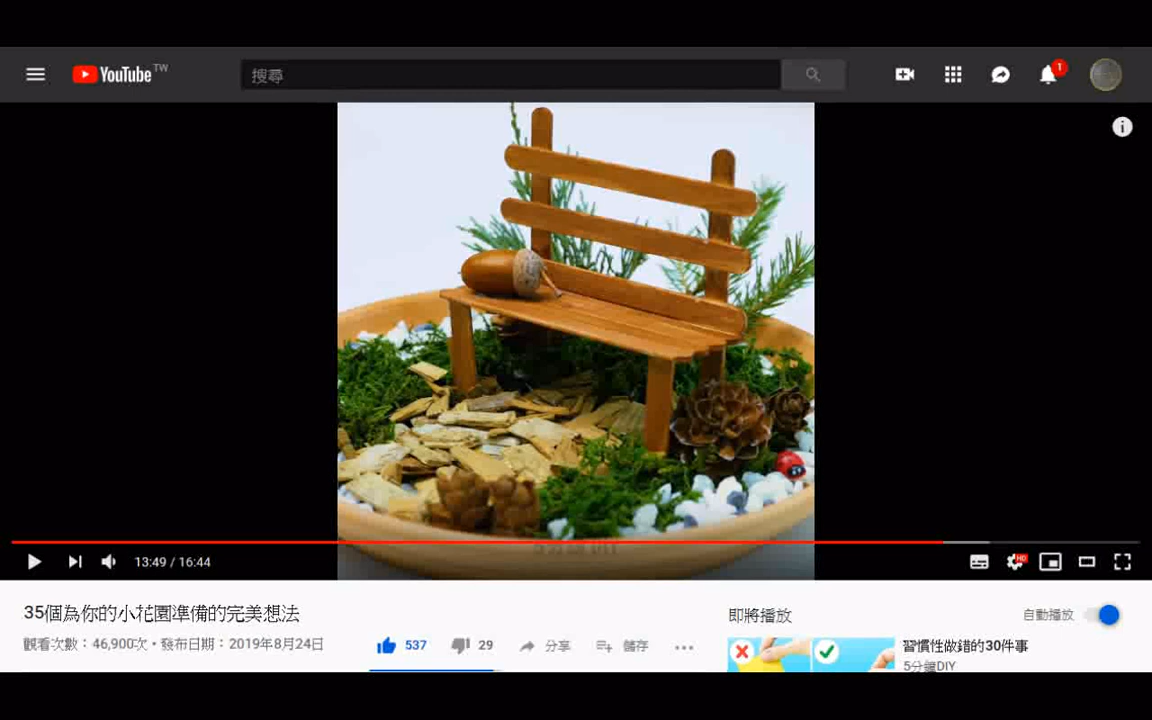 YouTube TW
搜尋
1
13:49 / 16:44
HD
35個為你的小花園準備的完美想法
觀看次數：46,900次・發布日期：2019年8月24日
537
29
分享
儲存
即將播放
自動播放
習慣性做錯的30件事
5分鐘DIY